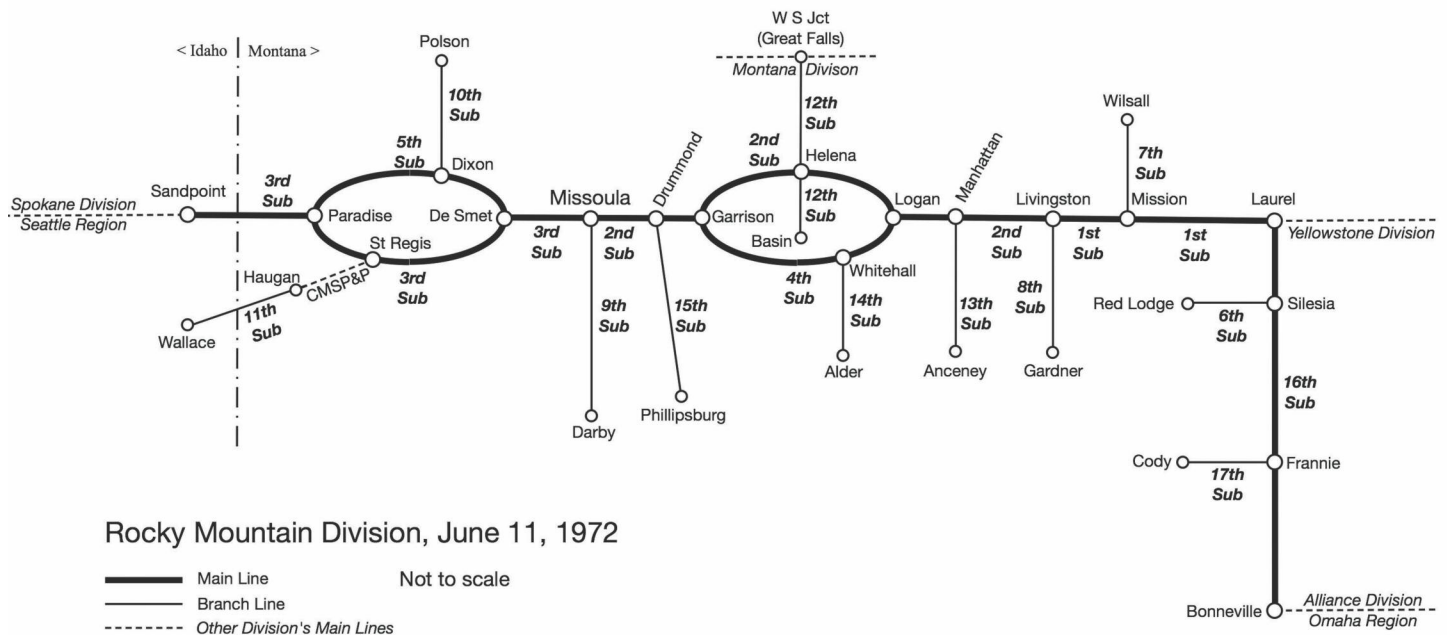 W S Jct
(Great Falls)
< Idaho
Montana >
Polson
Montana Divison
10th
Sub
12th
Sub
Wilsall
5th
Sub
Dixon
Drummond
2nd
Sub
Helena
Manhattan
7th
Sub
Sandpoint
3rd
Sub
Missoula
12th
Sub
Logan
Livingston
Mission
Laurel
Spokane Division
Seattle Region
Paradise
De Smet
Garrison
Yellowstone Division
St Regis
3rd
Sub
2nd
Sub
Basin
2nd
Sub
1st
Sub
1st
Sub
Haugan
CMSP&P
3rd
Sub
4th
Sub
Whitehall
11th
Sub
Wallace
9th
Sub
15th
Sub
14th
Sub
13th
Sub
8th
Sub
Red Lodge
6th
Sub
Silesia
Alder
Anceney
Gardner
16th
Sub
Phillipsburg
Darby
Cody
17th
Sub
Frannie
Rocky Mountain Division, June 11, 1972
Main Line
Not to scale
Branch Line
Other Division's Main Lines
Bonneville
Alliance Division
Omaha Region